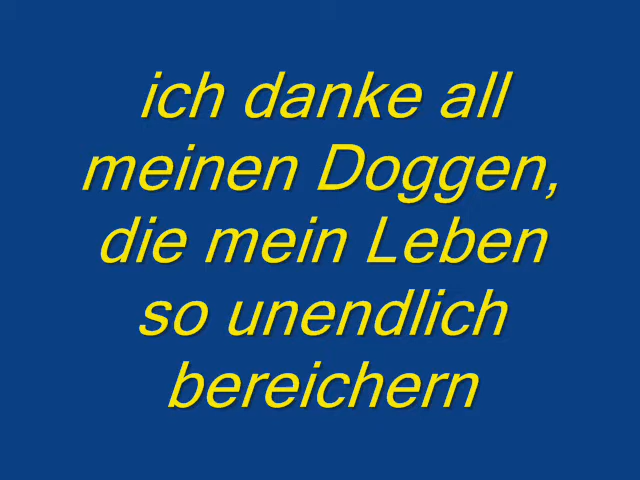 ich danke all
meinen Doggen,
die mein Leben
so unendlich
bereichern